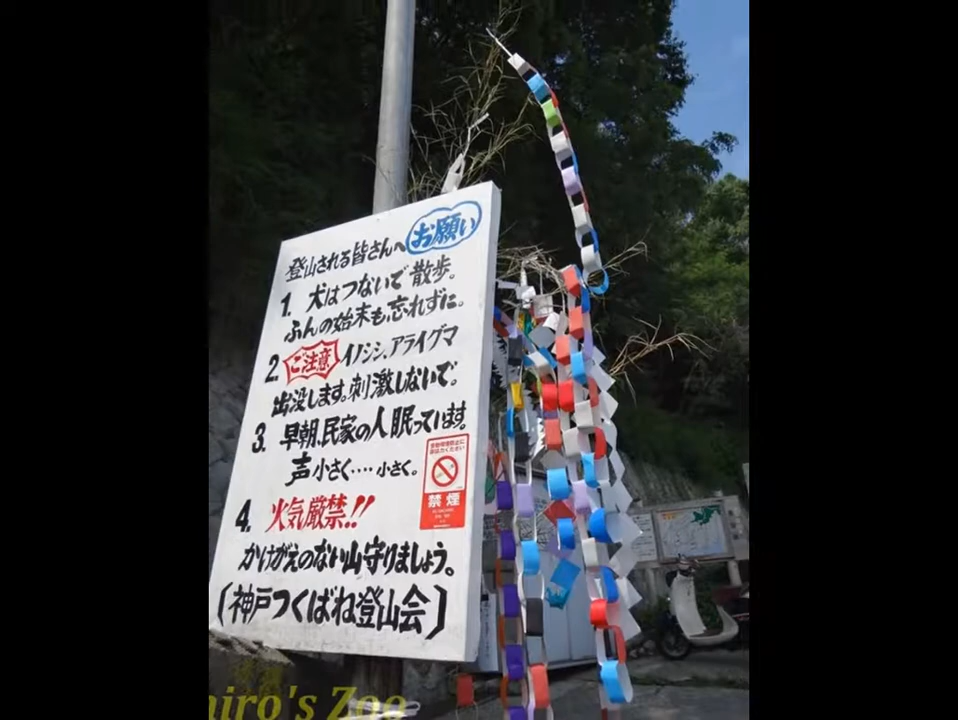 お願い
登山される皆さんへ
1. 犬はつないで散歩。
ふんの始末も忘れずに。
2. ご注意 イノシシ、アライグマ
出没します。刺激しないで。
3. 早朝、民家の人眠っています。
声小さく‥‥小さく。
禁煙
4. 火気厳禁!!
かけがえのない山守りましょう。
(神戸つくばね登山会)
hiro's Zoo